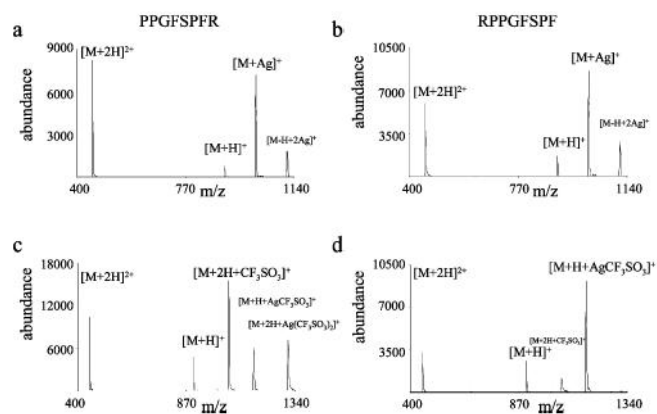 PPGFSPFR
RPPGFSPF
a
9000
6000
3000
abundance
[M+2H]²⁺
[M+H]⁺
[M+Ag]⁺
[M-H+2Ag]⁺
400
770
m/z
1140
b
10500
7000
3500
abundance
[M+2H]²⁺
[M+H]⁺
[M+Ag]⁺
[M-H+2Ag]⁺
400
770
m/z
1140
c
18000
12000
6000
abundance
[M+2H]²⁺
[M+H]⁺
[M+2H+CF₃SO₃]⁺
[M+H+AgCF₃SO₃]⁺
[M+2H+Ag(CF₃SO₃)₂]⁺
400
870
m/z
1340
d
10500
7000
3500
abundance
[M+2H]²⁺
[M+2H+CF₃SO₃]⁺
[M+H]⁺
[M+H+AgCF₃SO₃]⁺
400
870
m/z
1340